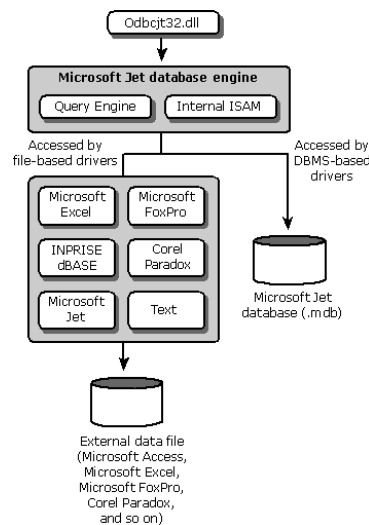 Odbcjt32.dll
Microsoft Jet database engine
Query Engine
Internal ISAM
Accessed by
file-based drivers
Accessed by
DBMS-based
drivers
Microsoft
Excel
Microsoft
FoxPro
INPRISE
dBASE
Corel
Paradox
Microsoft
Jet
Text
Microsoft Jet
database (.mdb)
External data file
(Microsoft Access,
Microsoft Excel,
Microsoft FoxPro,
Corel Paradox,
and so on)